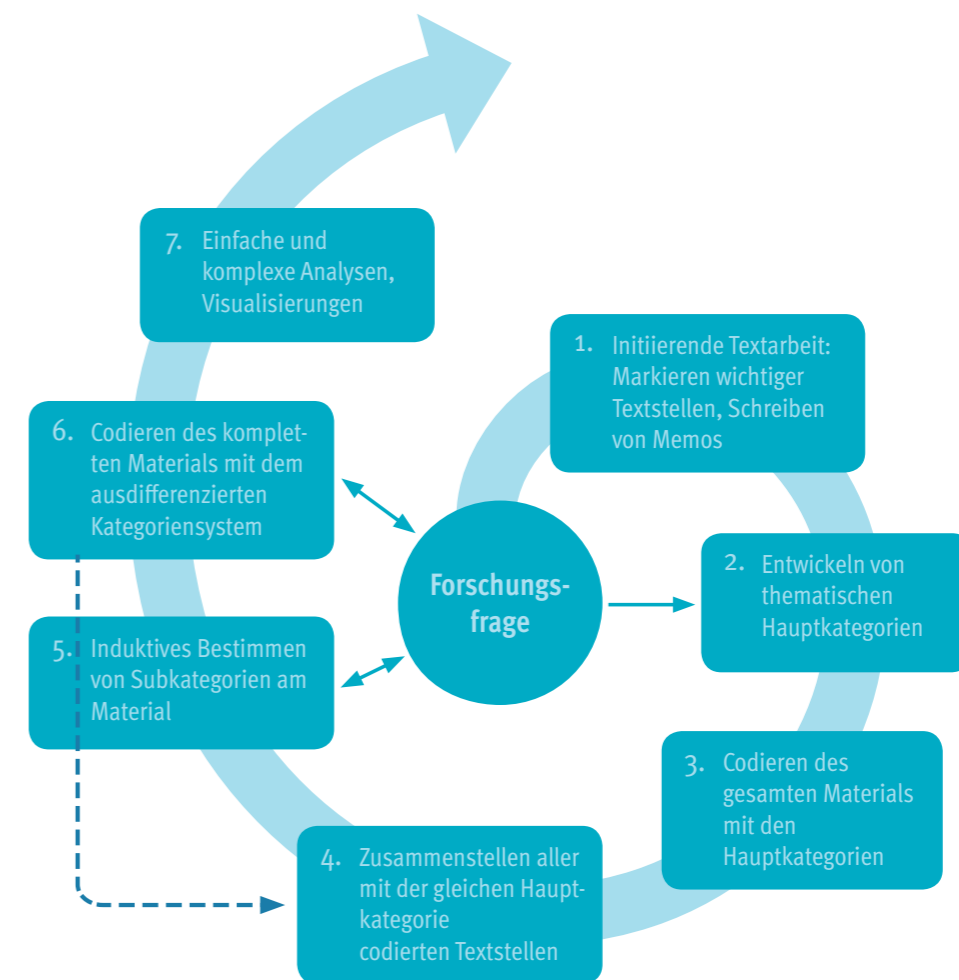 Forschungs-
frage
1. Initiierende Textarbeit:
Markieren wichtiger
Textstellen, Schreiben
von Memos
2. Entwickeln von
thematischen
Hauptkategorien
3. Codieren des
gesamten Materials
mit den
Hauptkategorien
4. Zusammenstellen aller
mit der gleichen Haupt-
kategorie
codierten Textstellen
5. Induktives Bestimmen
von Subkategorien am
Material
6. Codieren des komplet-
ten Materials mit dem
ausdifferenzierten
Kategoriensystem
7. Einfache und
komplexe Analysen,
Visualisierungen